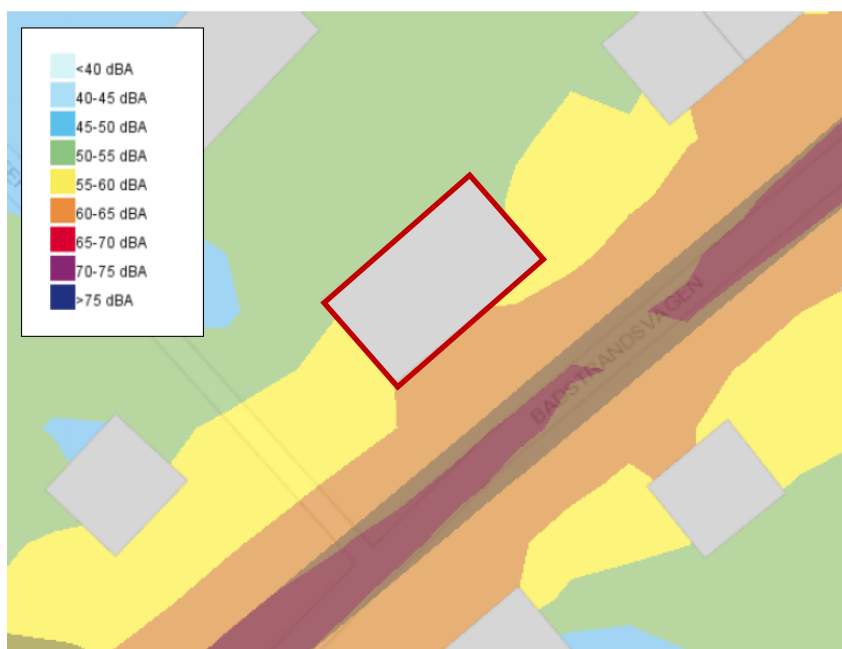 <40 dBA
40-45 dBA
45-50 dBA
50-55 dBA
55-60 dBA
60-65 dBA
65-70 dBA
70-75 dBA
>75 dBA
BADSTRANDSVÄGEN